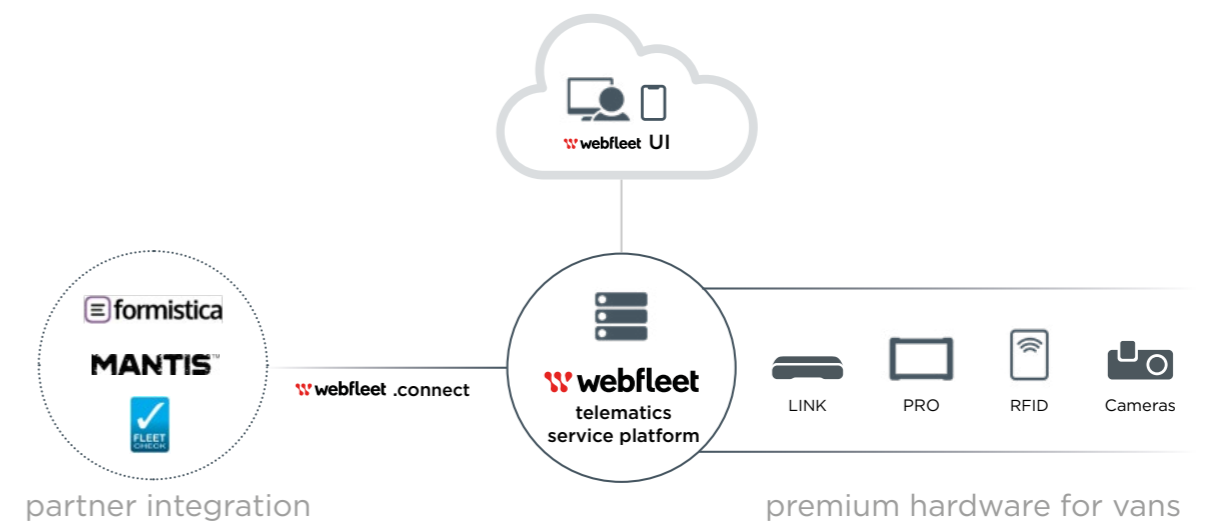 webfleet UI
formistica
MANTIS™
FLEET
CHECK
webfleet .connect
webfleet
telematics
service platform
LINK
PRO
RFID
Cameras
partner integration
premium hardware for vans